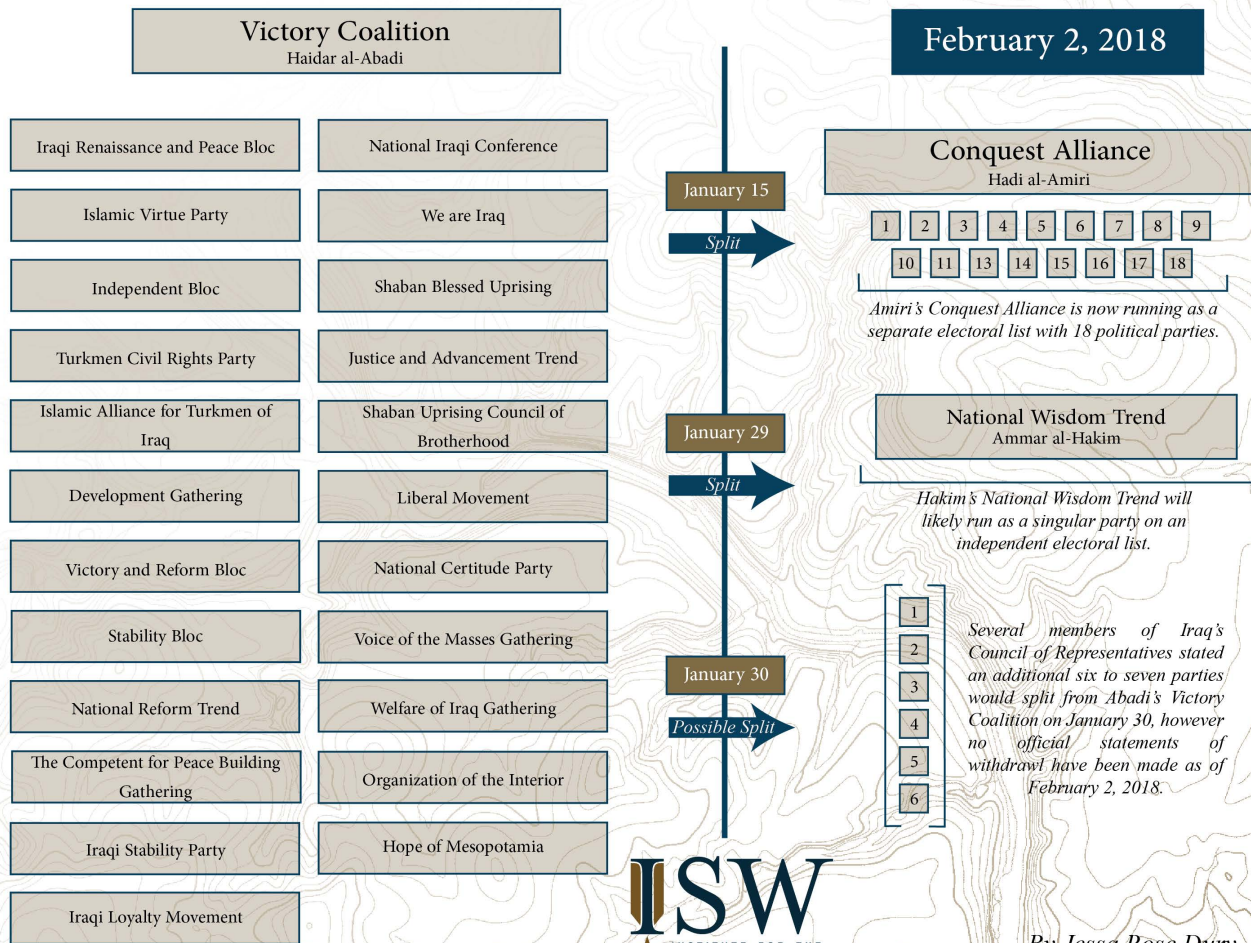 Victory Coalition
Haidar al-Abadi
February 2, 2018
Iraqi Renaissance and Peace Bloc
Islamic Virtue Party
Independent Bloc
Turkmen Civil Rights Party
Islamic Alliance for Turkmen of
Iraq
Development Gathering
Victory and Reform Bloc
Stability Bloc
National Reform Trend
The Competent for Peace Building
Gathering
Iraqi Stability Party
Iraqi Loyalty Movement
National Iraqi Conference
We are Iraq
Shaban Blessed Uprising
Justice and Advancement Trend
Shaban Uprising Council of
Brotherhood
Liberal Movement
National Certitude Party
Voice of the Masses Gathering
Welfare of Iraq Gathering
Organization of the Interior
Hope of Mesopotamia
January 15
Split
Conquest Alliance
Hadi al-Amiri
1 2 3 4 5 6 7 8 9
10 11 13 14 15 16 17 18
Amiri's Conquest Alliance is now running as a
separate electoral list with 18 political parties.
January 29
Split
National Wisdom Trend
Ammar al-Hakim
Hakim's National Wisdom Trend will
likely run as a singular party on an
independent electoral list.
January 30
Possible Split
1
2
3
4
5
6
Several members of Iraq's
Council of Representatives stated
an additional six to seven parties
would split from Abadi's Victory
Coalition on January 30, however
no official statements of
withdrawl have been made as of
February 2, 2018.
ISW
By Jessa Rose Dury